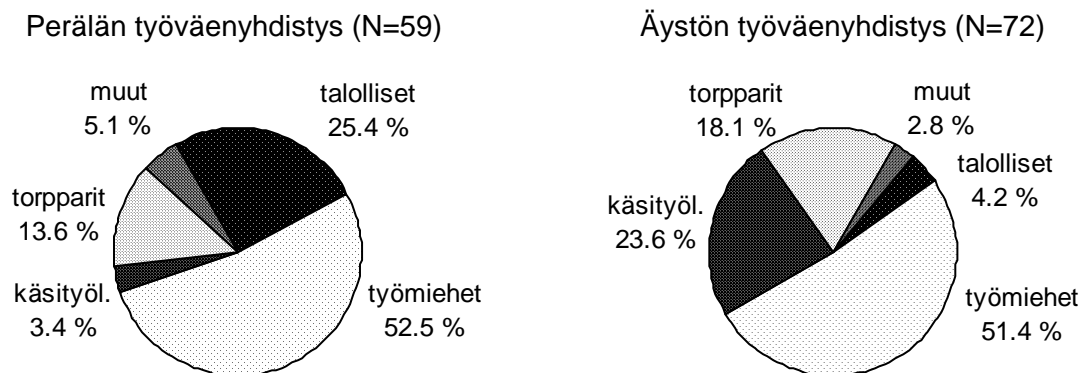 Perälän työväenyhdistys (N=59)
muut
5.1 %
talolliset
25.4 %
torpparit
13.6 %
käsityöl.
3.4 %
työmiehet
52.5 %
Äystön työväenyhdistys (N=72)
torpparit
18.1 %
muut
2.8 %
talolliset
4.2 %
käsityöl.
23.6 %
työmiehet
51.4 %